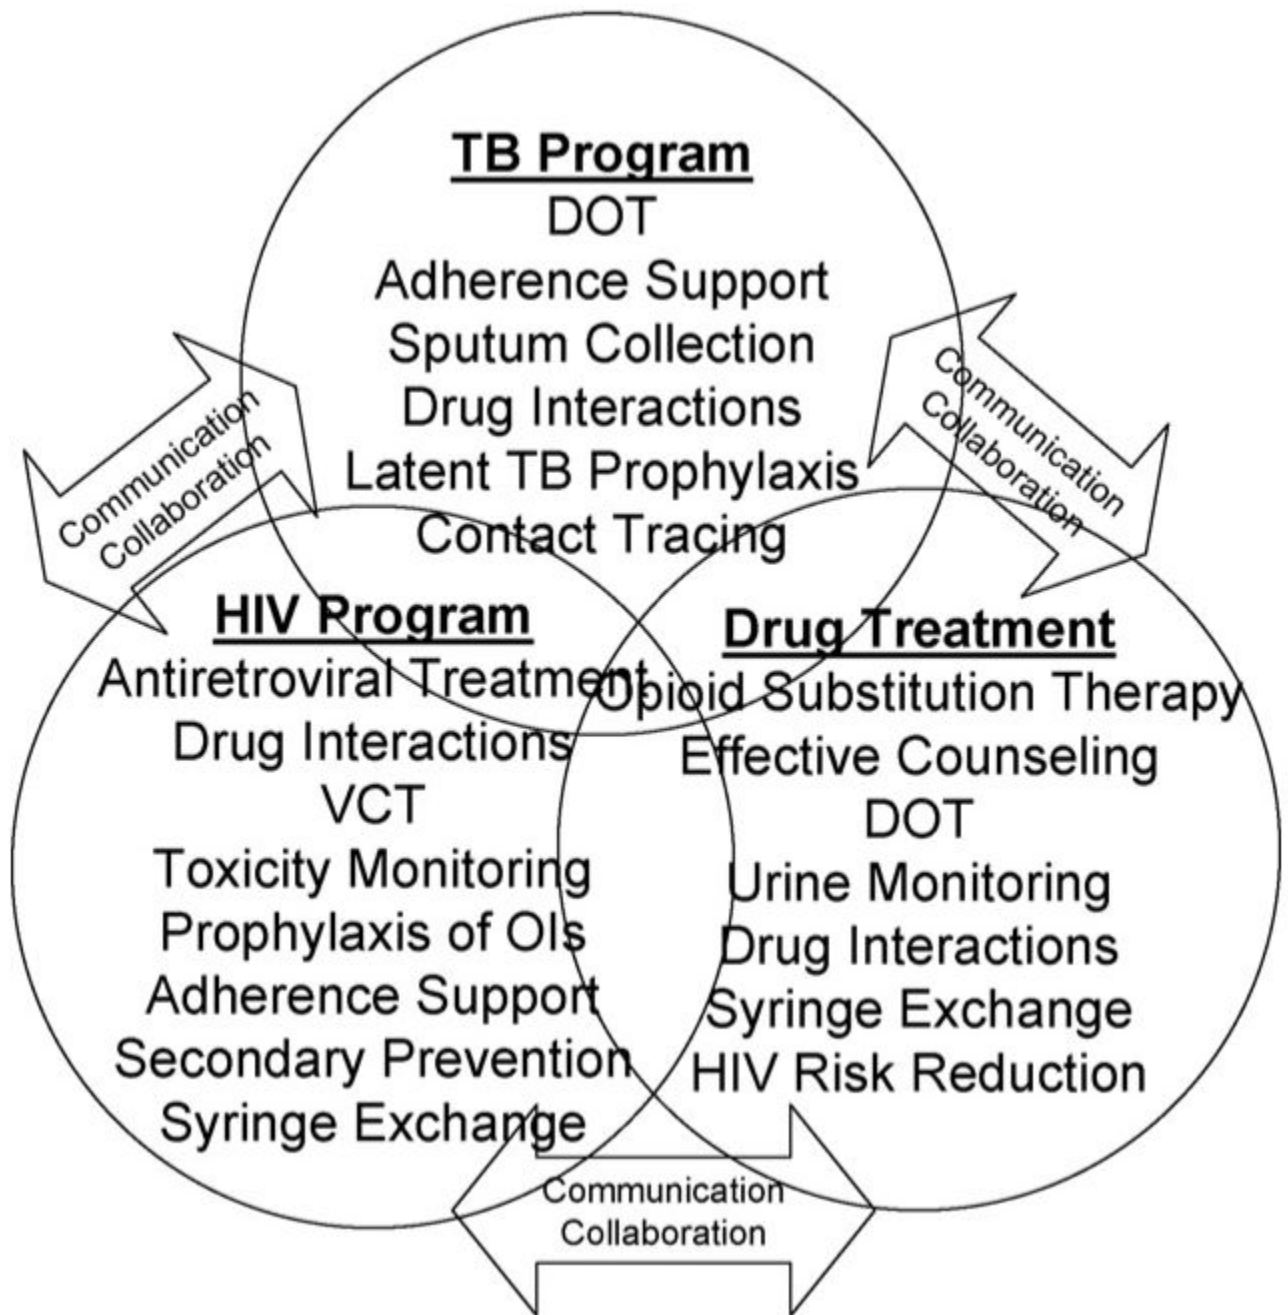 TB Program
DOT
Adherence Support
Sputum Collection
Drug Interactions
Latent TB Prophylaxis
Contact Tracing
Communication
Collaboration
Communication
Collaboration
HIV Program
Antiretroviral Treatment
Drug Interactions
VCT
Toxicity Monitoring
Prophylaxis of OIs
Adherence Support
Secondary Prevention
Syringe Exchange
Drug Treatment
Opioid Substitution Therapy
Effective Counseling
DOT
Urine Monitoring
Drug Interactions
Syringe Exchange
HIV Risk Reduction
Communication
Collaboration